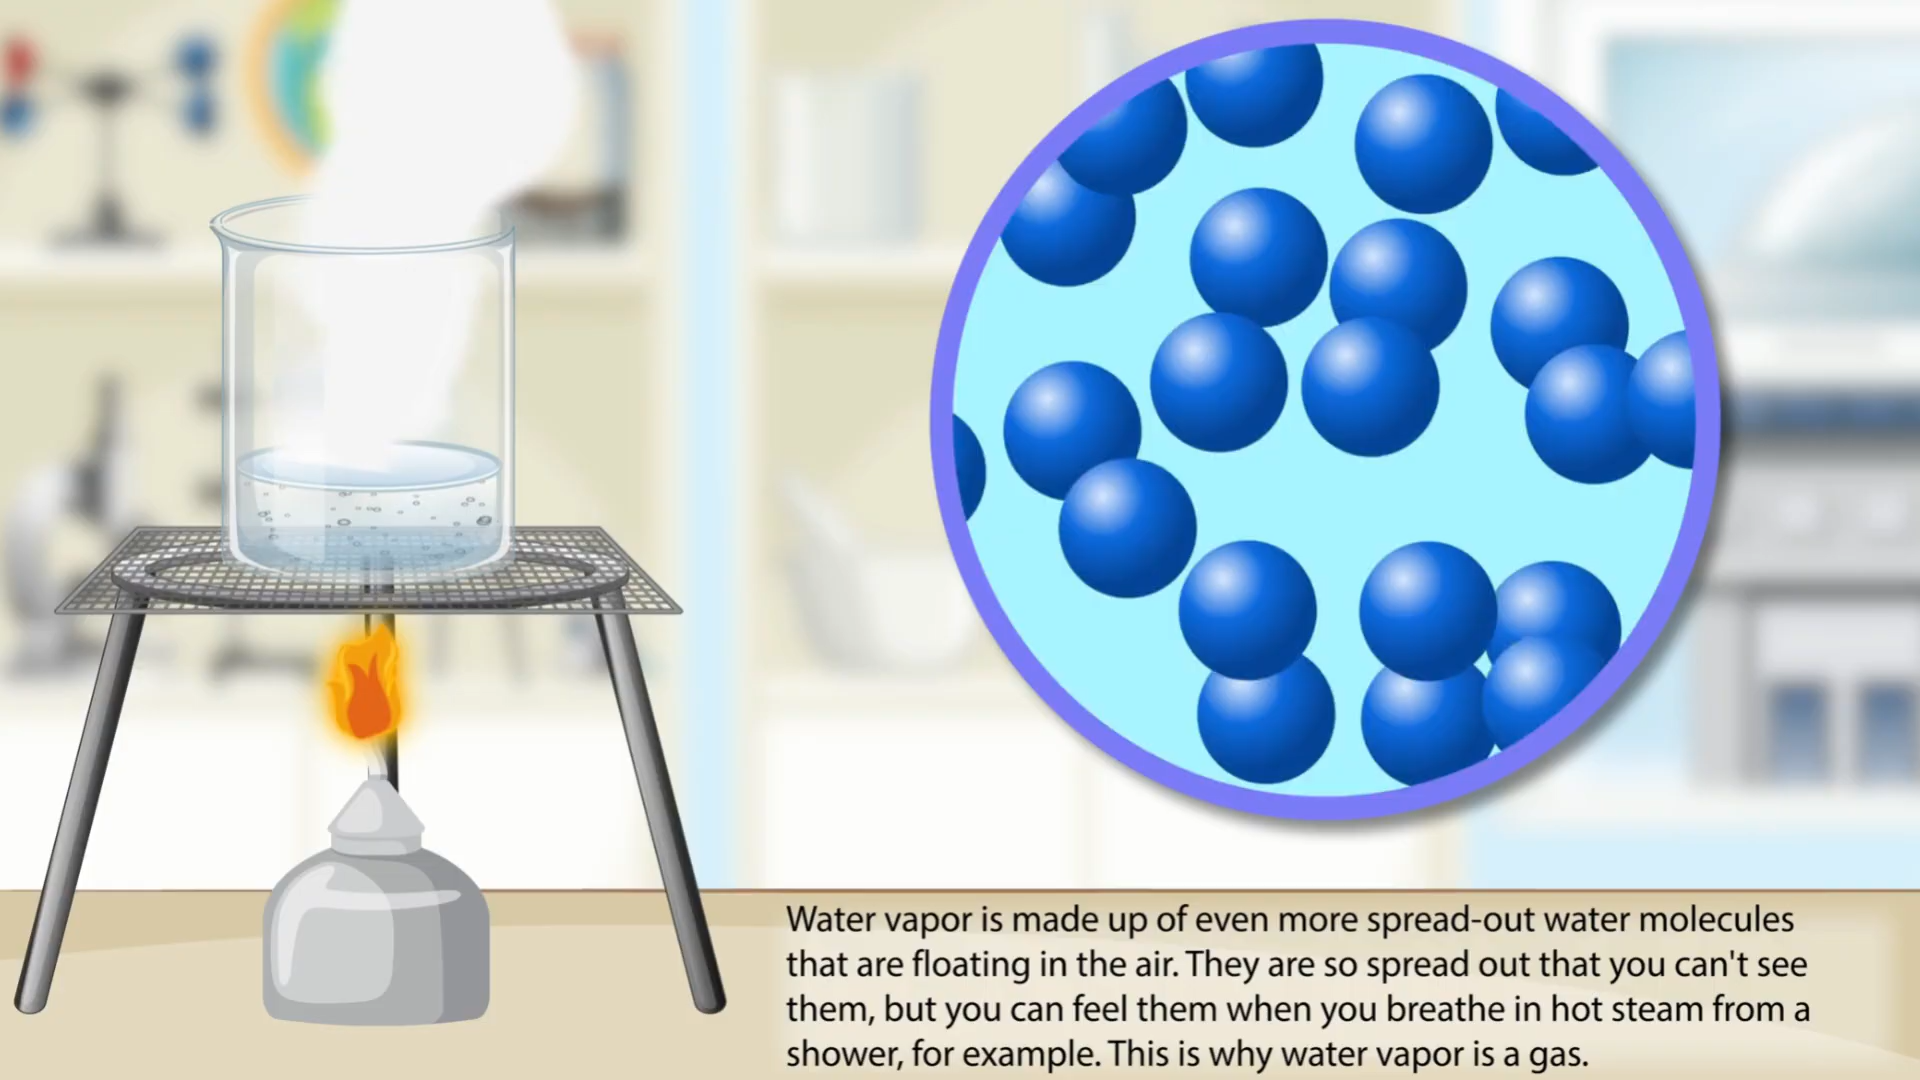 Water vapor is made up of even more spread-out water molecules
that are floating in the air. They are so spread out that you can't see
them, but you can feel them when you breathe in hot steam from a
shower, for example. This is why water vapor is a gas.